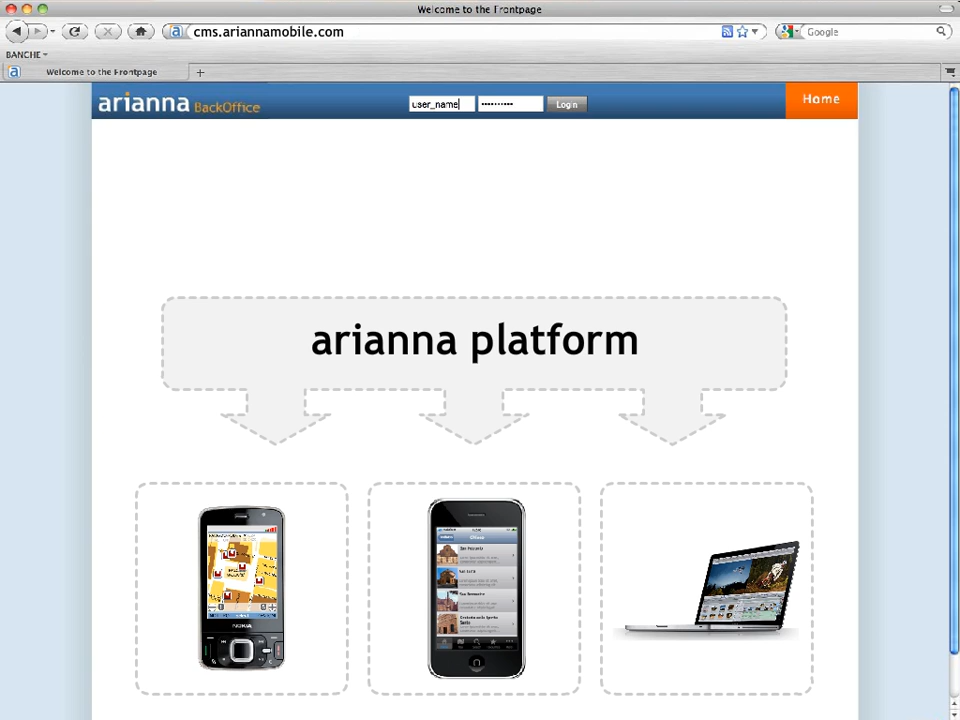 Welcome to the Frontpage
cms.ariannamobile.com
Google
BANCHE
Welcome to the Frontpage
arianna BackOffice
user_name
Login
Home
arianna platform
NOKIA